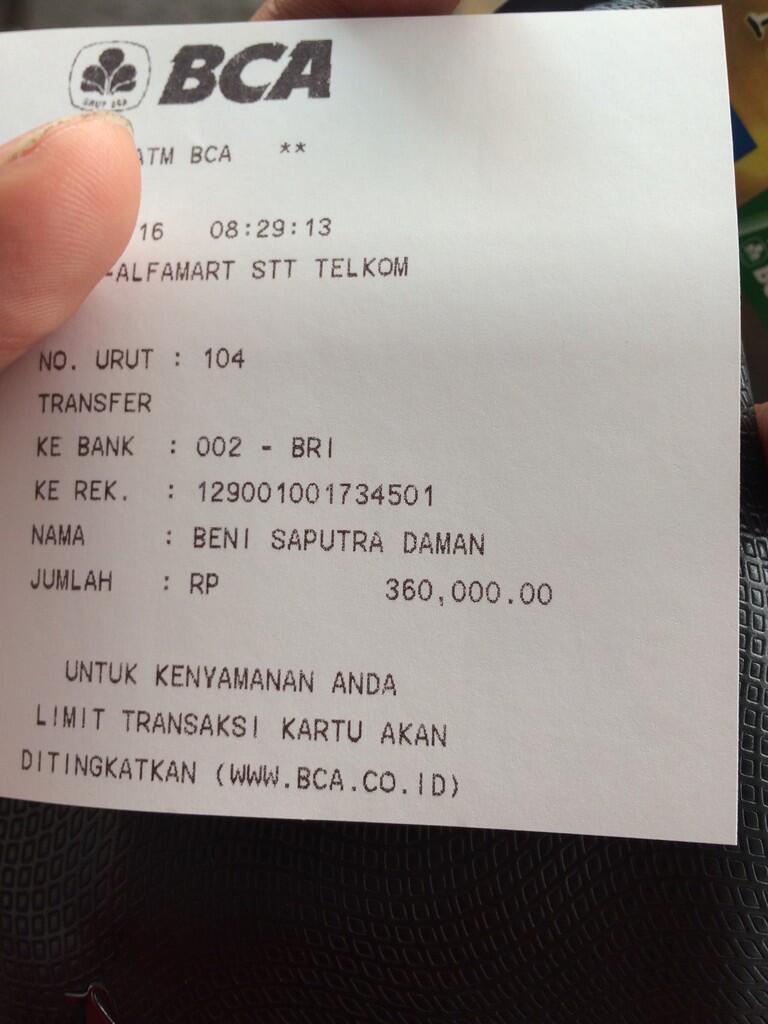 BCA
ATM BCA **
16 08:29:13
-ALFAMART STT TELKOM
NO. URUT : 104
TRANSFER
KE BANK : 002 - BRI
KE REK. : 129001001734501
NAMA : BENI SAPUTRA DAMAN
JUMLAH : RP 360,000.00
UNTUK KENYAMANAN ANDA
LIMIT TRANSAKSI KARTU AKAN
DITINGKATKAN (WWW.BCA.CO.ID)